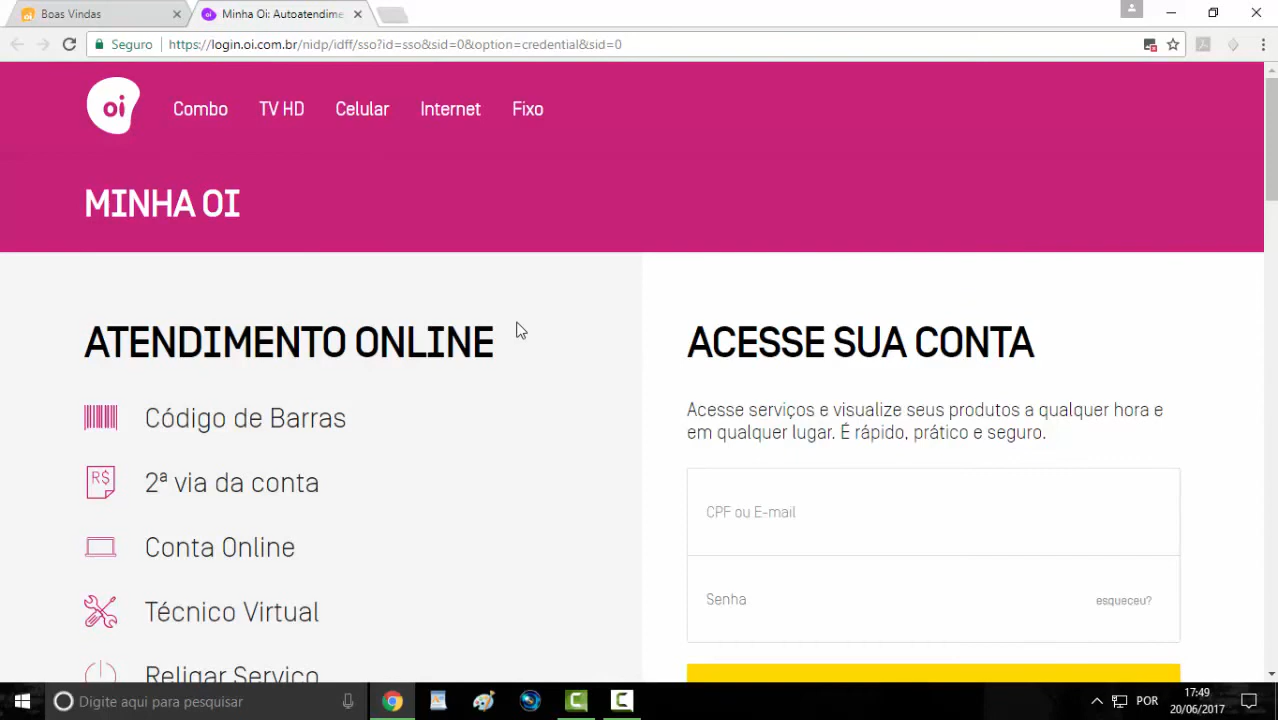 Boas Vindas
Minha Oi: Autoatendime
Seguro
https://login.oi.com.br/nidp/idff/sso?id=sso&sid=0&option=credential&sid=0
oi
Combo
TV HD
Celular
Internet
Fixo
MINHA OI
ATENDIMENTO ONLINE
Código de Barras
R$
2ª via da conta
Conta Online
Técnico Virtual
Religar Serviço
ACESSE SUA CONTA
Acesse serviços e visualize seus produtos a qualquer hora e
em qualquer lugar. É rápido, prático e seguro.
CPF ou E-mail
Senha
esqueceu?
Digite aqui para pesquisar
POR
17:49
20/06/2017